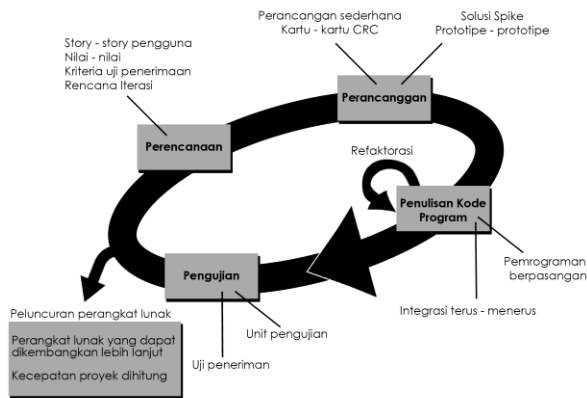 Perancangan sederhana
Kartu - kartu CRC
Solusi Spike
Prototipe - prototipe
Story - story pengguna
Nilai - nilai
Kriteria uji penerimaan
Rencana Iterasi
Perancanggan
Perencanaan
Refaktorasi
Penulisan Kode
Program
Pemrograman
berpasangan
Pengujian
Integrasi terus - menerus
Unit pengujian
Uji peneriman
Peluncuran perangkat lunak
Perangkat lunak yang dapat
dikembangkan lebih lanjut
Kecepatan proyek dihitung